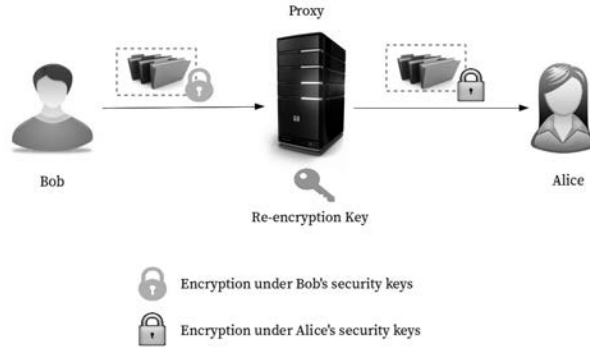 Proxy
Bob
Alice
Re-encryption Key
Encryption under Bob's security keys
Encryption under Alice's security keys